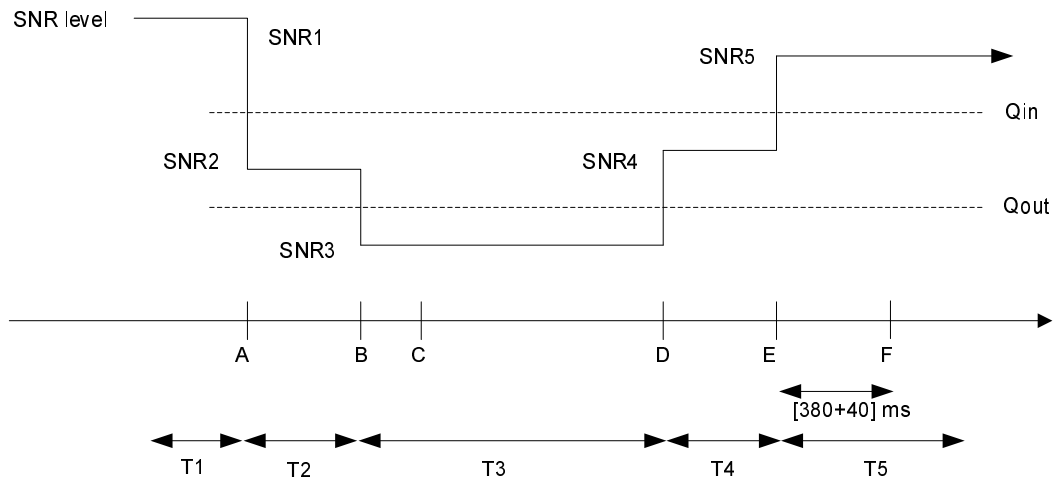 SNR level
SNR1
SNR5
Qin
SNR2
SNR4
Qout
SNR3
A
B
C
D
E
F
[380+40] ms
T1
T2
T3
T4
T5